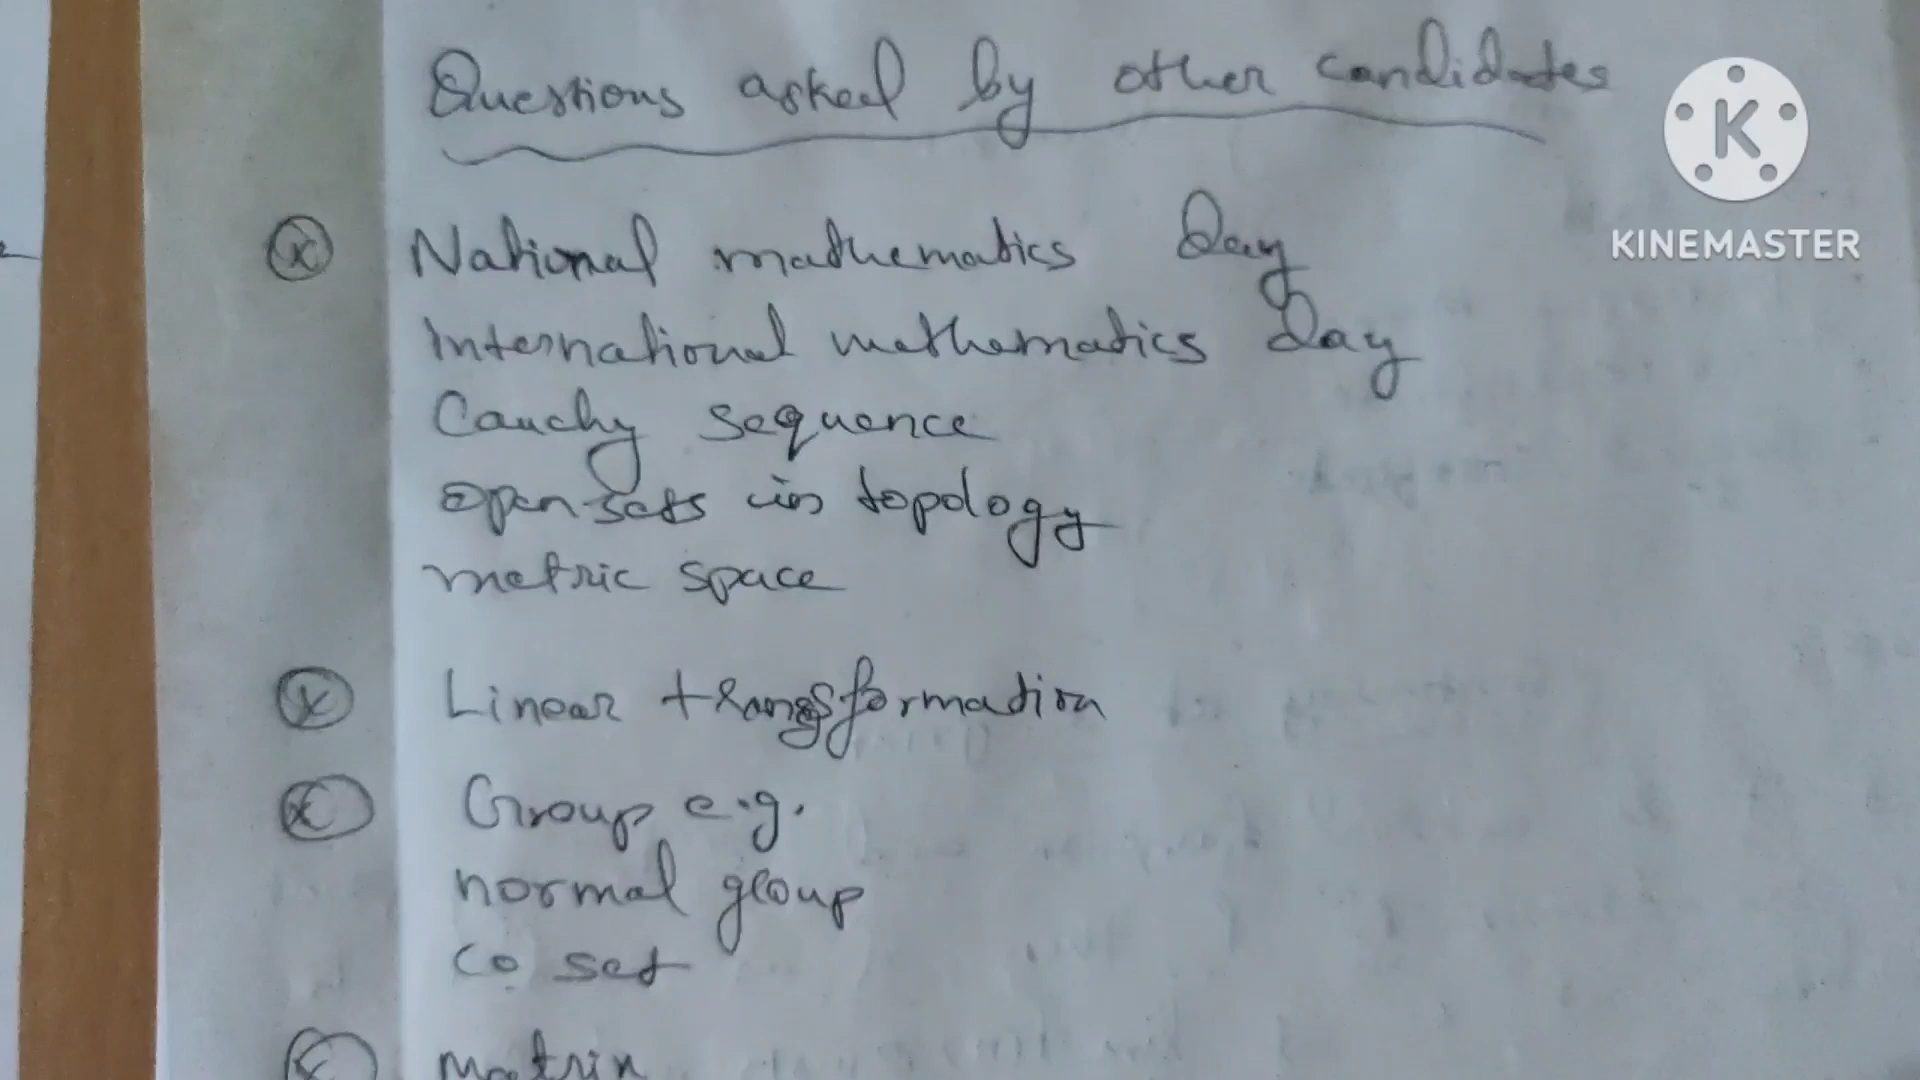 Questions asked by other candidates
National mathematics Day
International mathematics day
Cauchy sequence
open sets in topology
metric space
Linear transformation
Group e.g.
normal group
co set
matrix
K
KINEMASTER